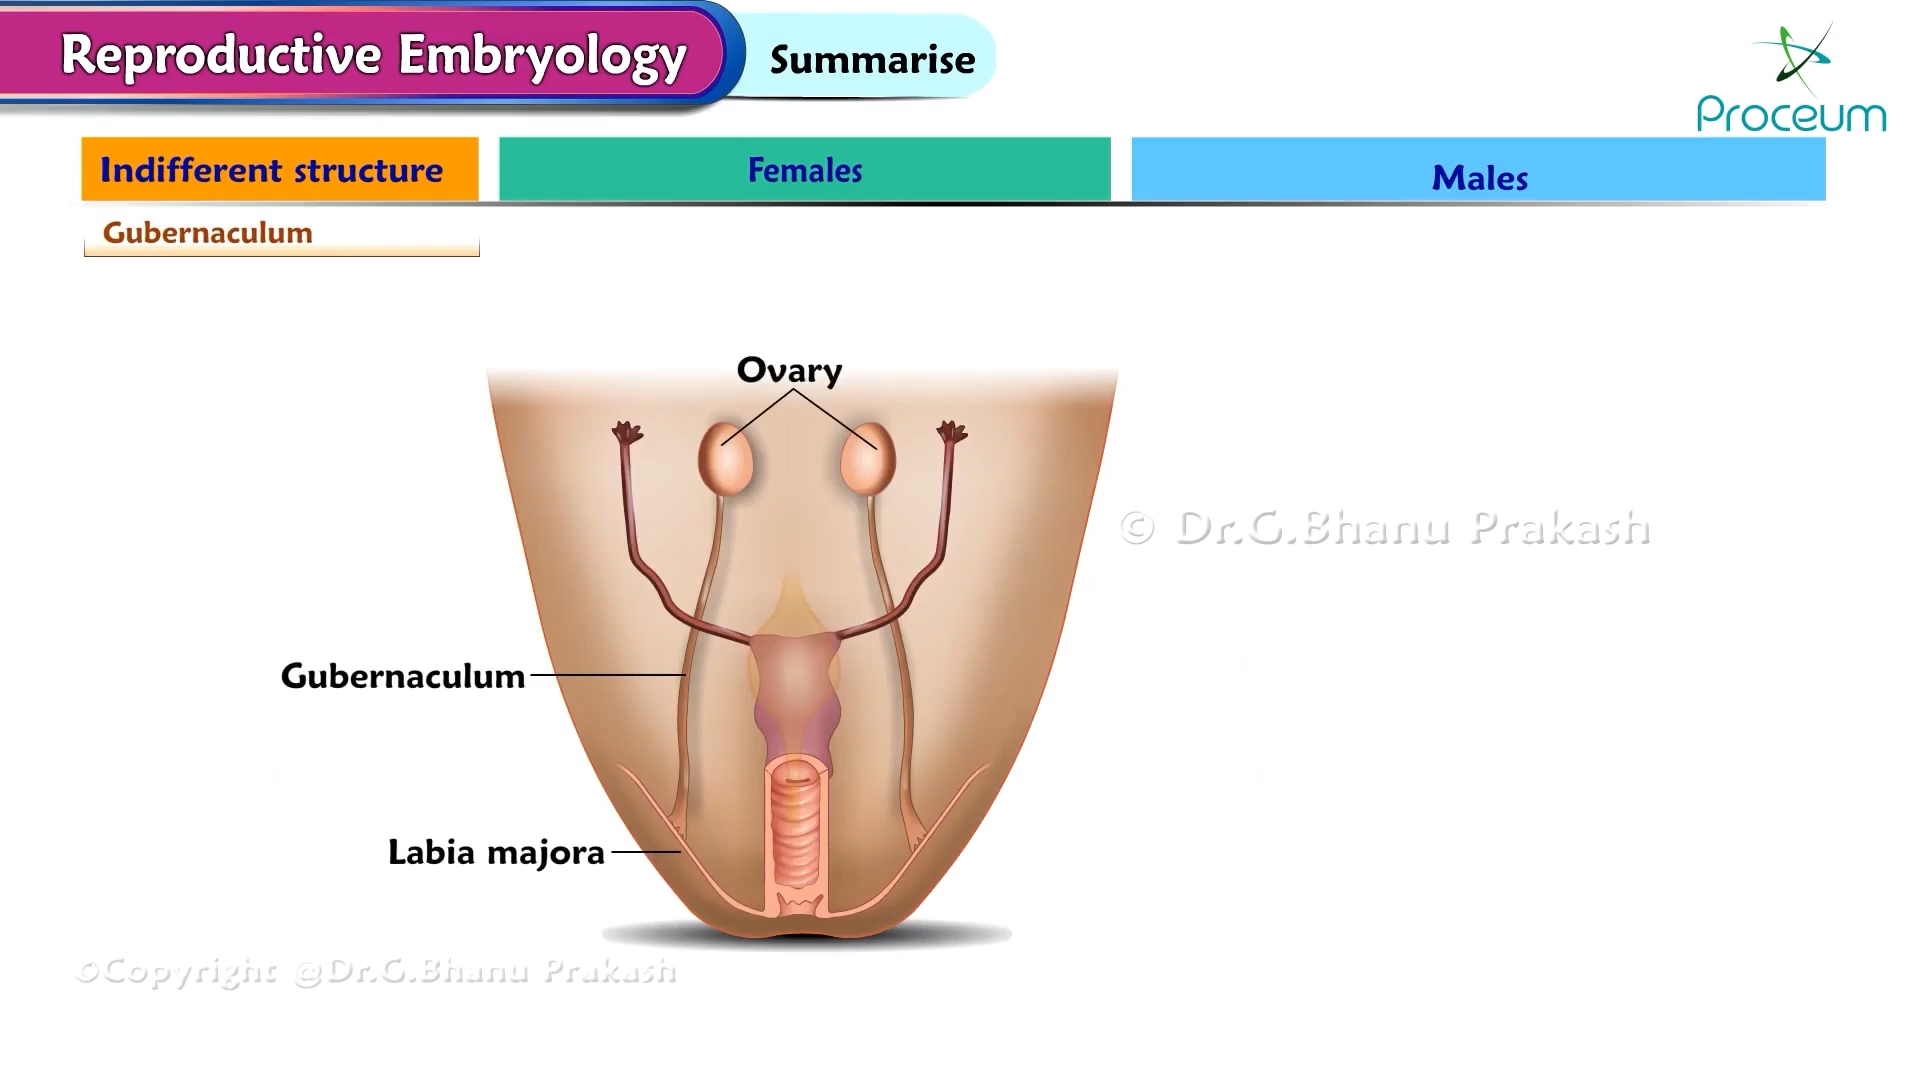 Reproductive Embryology
Summarise
Proceum
Indifferent structure
Females
Males
Gubernaculum
Ovary
© Dr.G.Bhanu Prakash
Gubernaculum
Labia majora
©Copyright @Dr.G.Bhanu Prakash